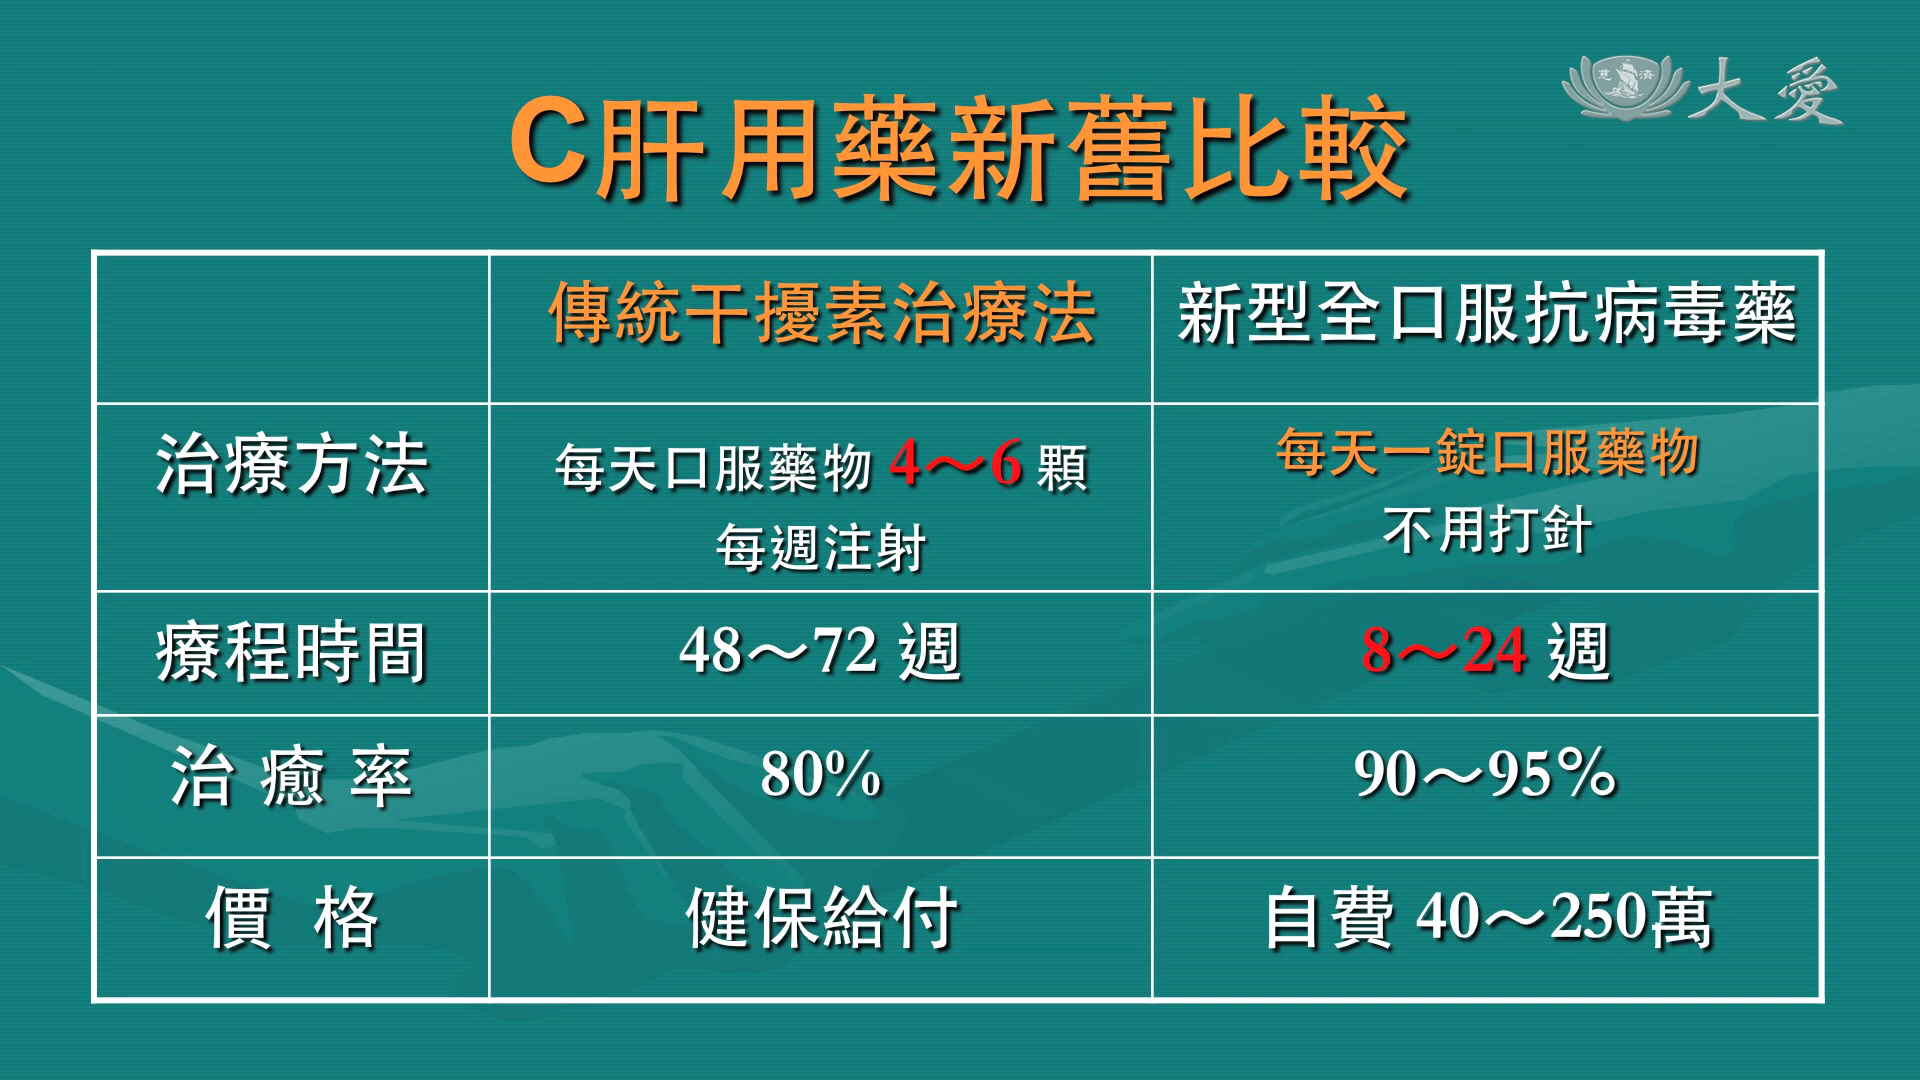 慈濟
大愛
C肝用藥新舊比較
傳統干擾素治療法
新型全口服抗病毒藥
治療方法
每天口服藥物 4～6 顆
每週注射
每天一錠口服藥物
不用打針
療程時間
48～72 週
8～24 週
治癒率
80%
90～95%
價格
健保給付
自費 40～250萬